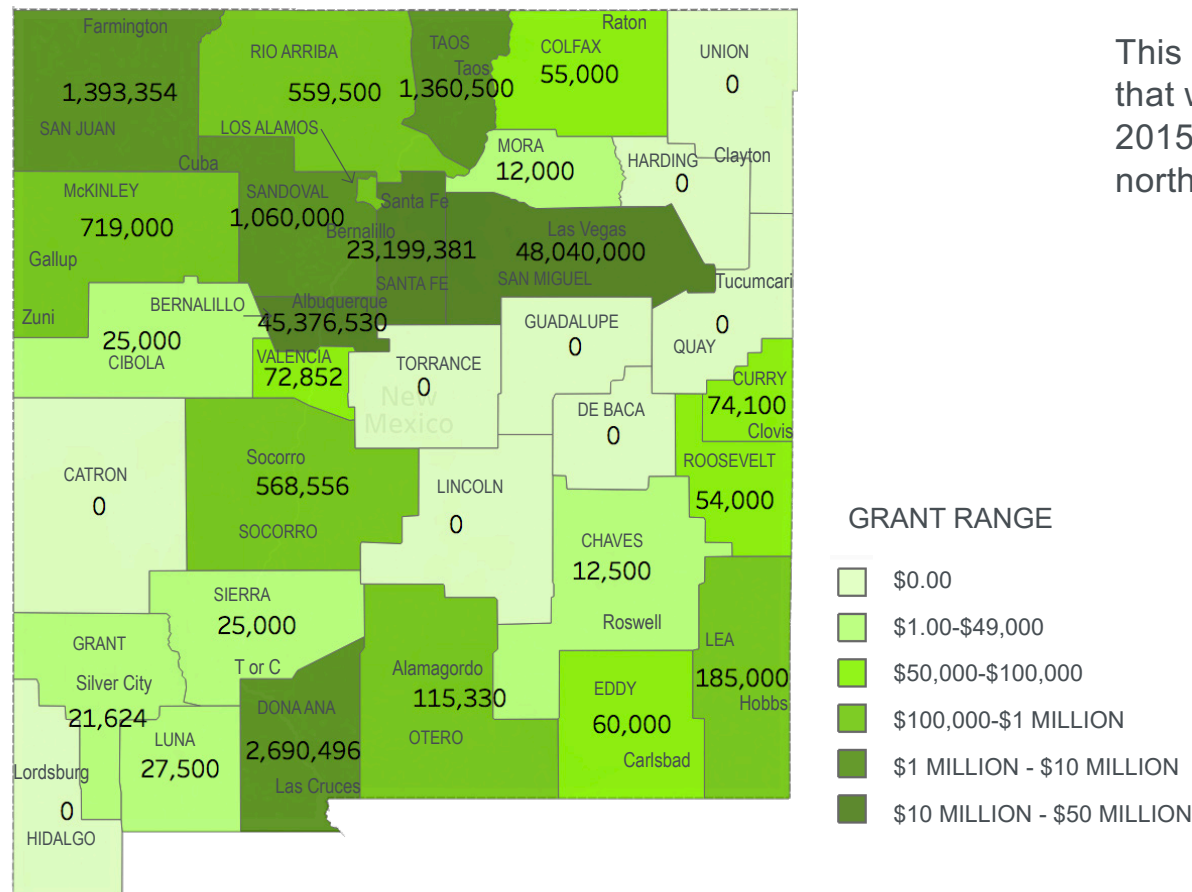 Farmington
1,393,354
SAN JUAN
RIO ARRIBA
559,500
LOS ALAMOS
TAOS
Taos
1,360,500
Raton
COLFAX
55,000
UNION
0
This
that
2015
north
MORA
12,000
HARDING
0
Clayton
Cuba
McKINLEY
719,000
Gallup
Zuni
SANDOVAL
1,060,000
Bernalillo
Santa Fe
23,199,381
SANTA FE
Las Vegas
48,040,000
SAN MIGUEL
Tucumcari
0
QUAY
BERNALILLO
Albuquerque
45,376,530
25,000
CIBOLA
VALENCIA
72,852
TORRANCE
0
New
Mexico
GUADALUPE
0
DE BACA
0
CURRY
74,100
Clovis
ROOSEVELT
54,000
CATRON
0
Socorro
568,556
SOCORRO
LINCOLN
0
CHAVES
12,500
Roswell
SIERRA
25,000
T or C
GRANT
Silver City
21,624
LUNA
27,500
Lordsburg
0
HIDALGO
DONA ANA
2,690,496
Las Cruces
Alamagordo
115,330
OTERO
EDDY
60,000
Carlsbad
LEA
185,000
Hobbs
GRANT RANGE
$0.00
$1.00-$49,000
$50,000-$100,000
$100,000-$1 MILLION
$1 MILLION - $10 MILLION
$10 MILLION - $50 MILLION